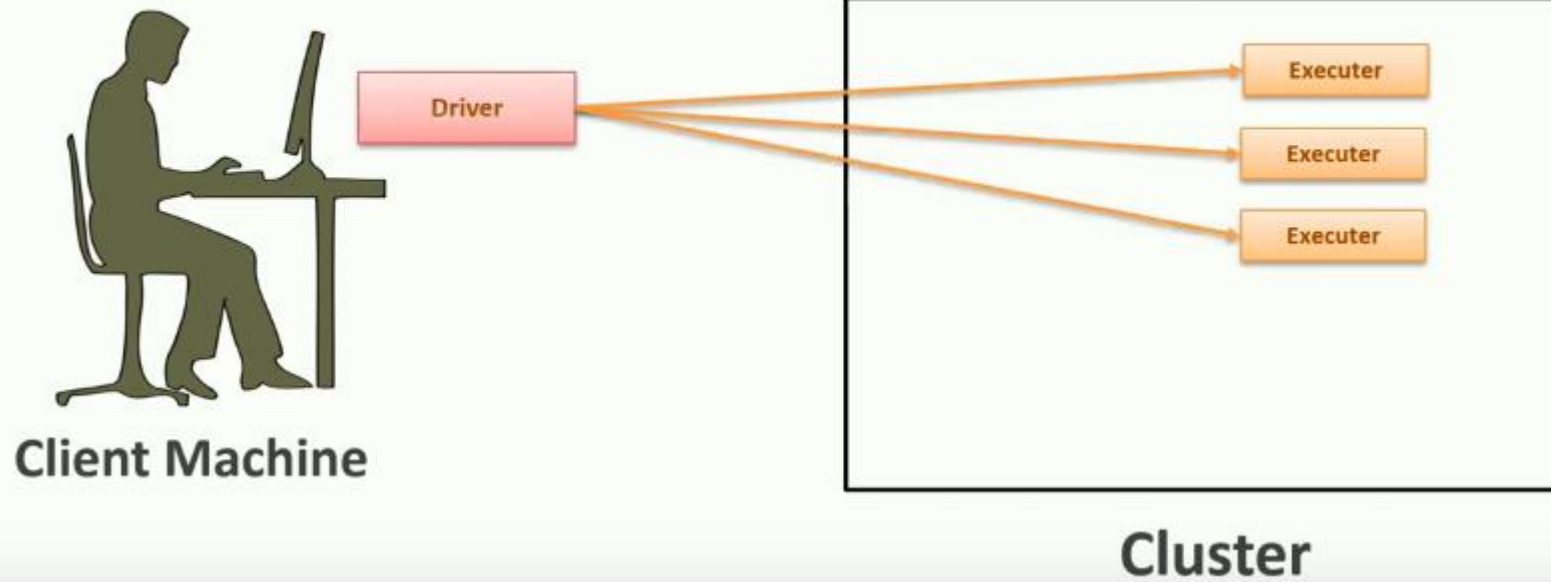 Driver
Executer
Executer
Executer
Client Machine
Cluster